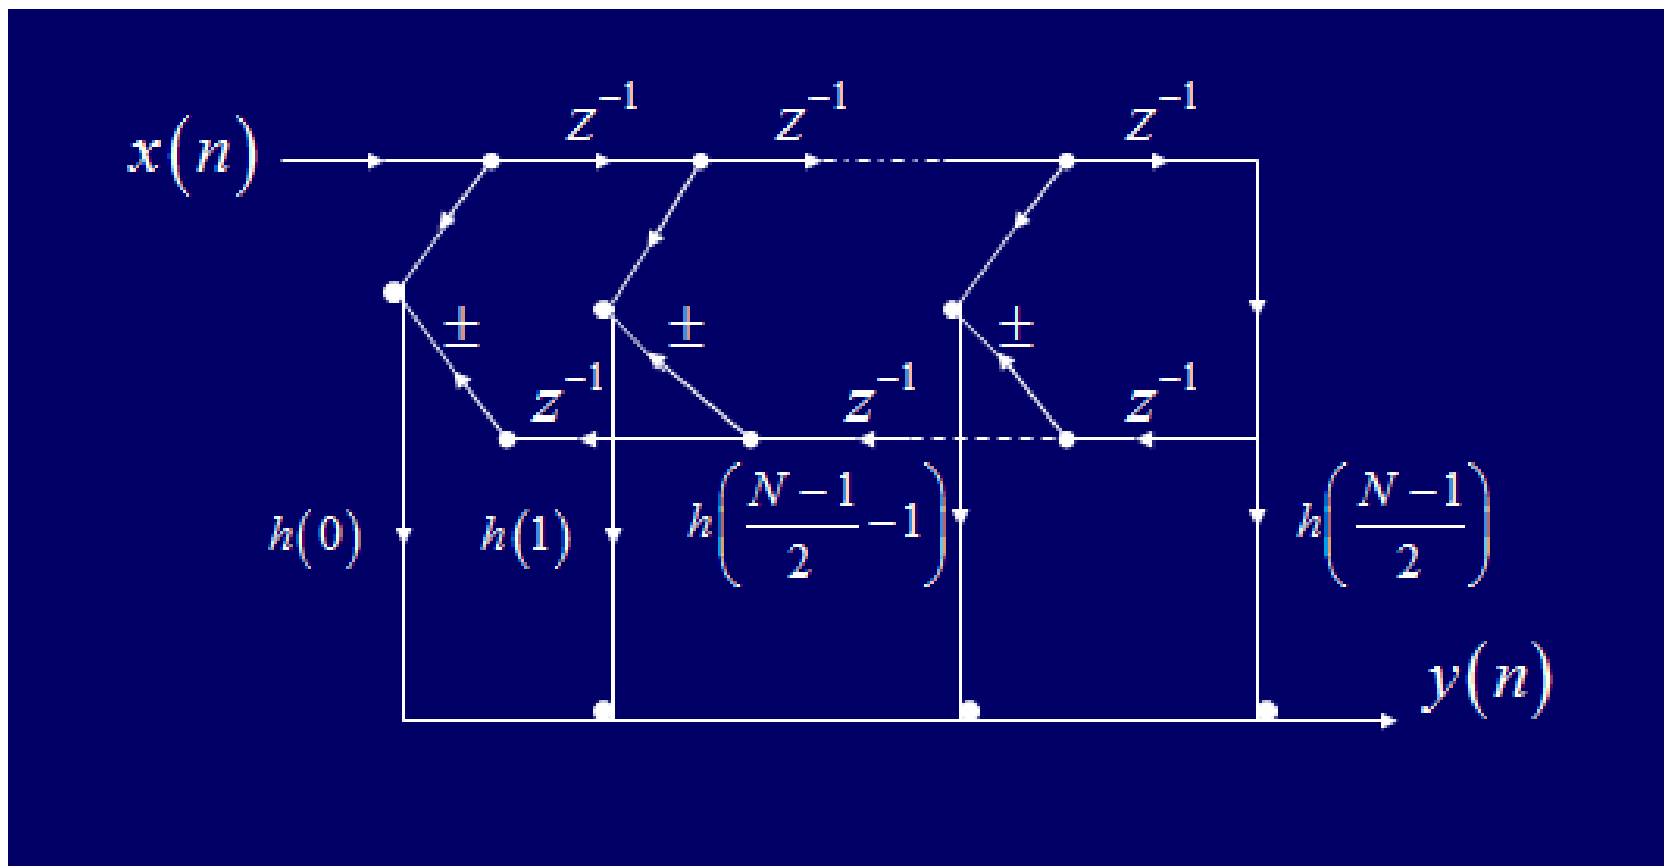 z⁻¹ z⁻¹ z⁻¹
x(n)
± ± ±
z⁻¹ z⁻¹ z⁻¹
h(0) h(1) h((N−1)/2 −1) h((N−1)/2)
y(n)